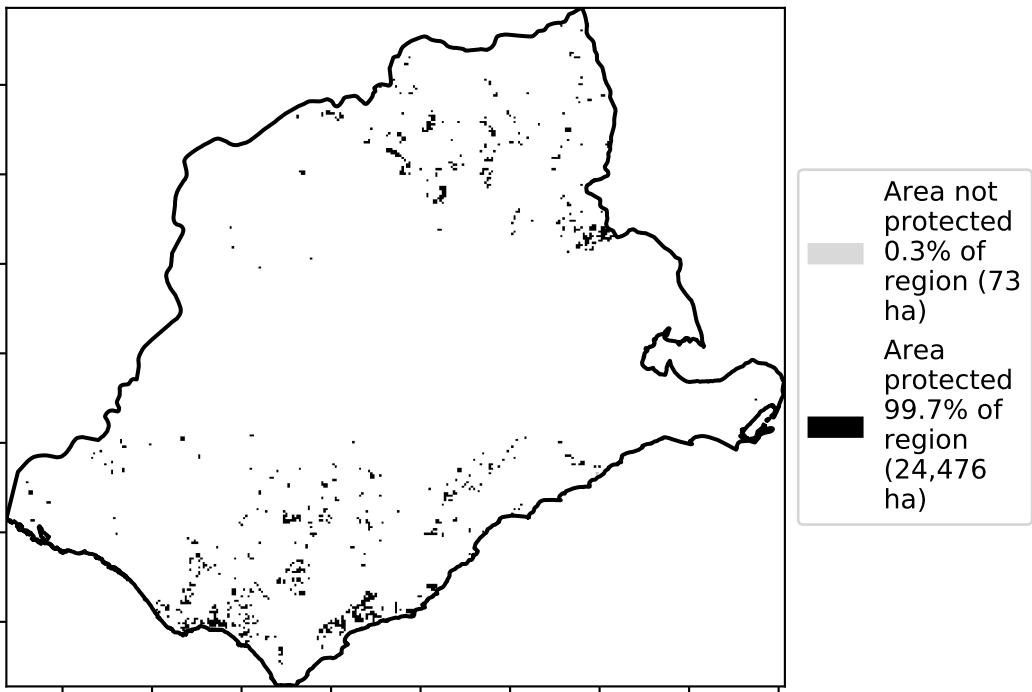 Area not
protected
0.3% of
region (73
ha)
Area
protected
99.7% of
region
(24,476
ha)